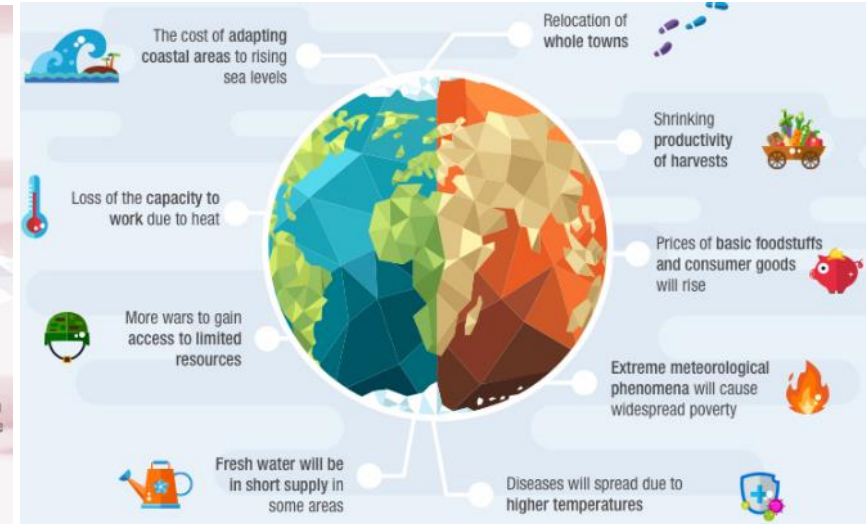 The cost of adapting
coastal areas to rising
sea levels
Relocation of
whole towns
Shrinking
productivity
of harvests
Loss of the capacity to
work due to heat
Prices of basic foodstuffs
and consumer goods
will rise
More wars to gain
access to limited
resources
Extreme meteorological
phenomena will cause
widespread poverty
Fresh water will be
in short supply in
some areas
Diseases will spread due to
higher temperatures